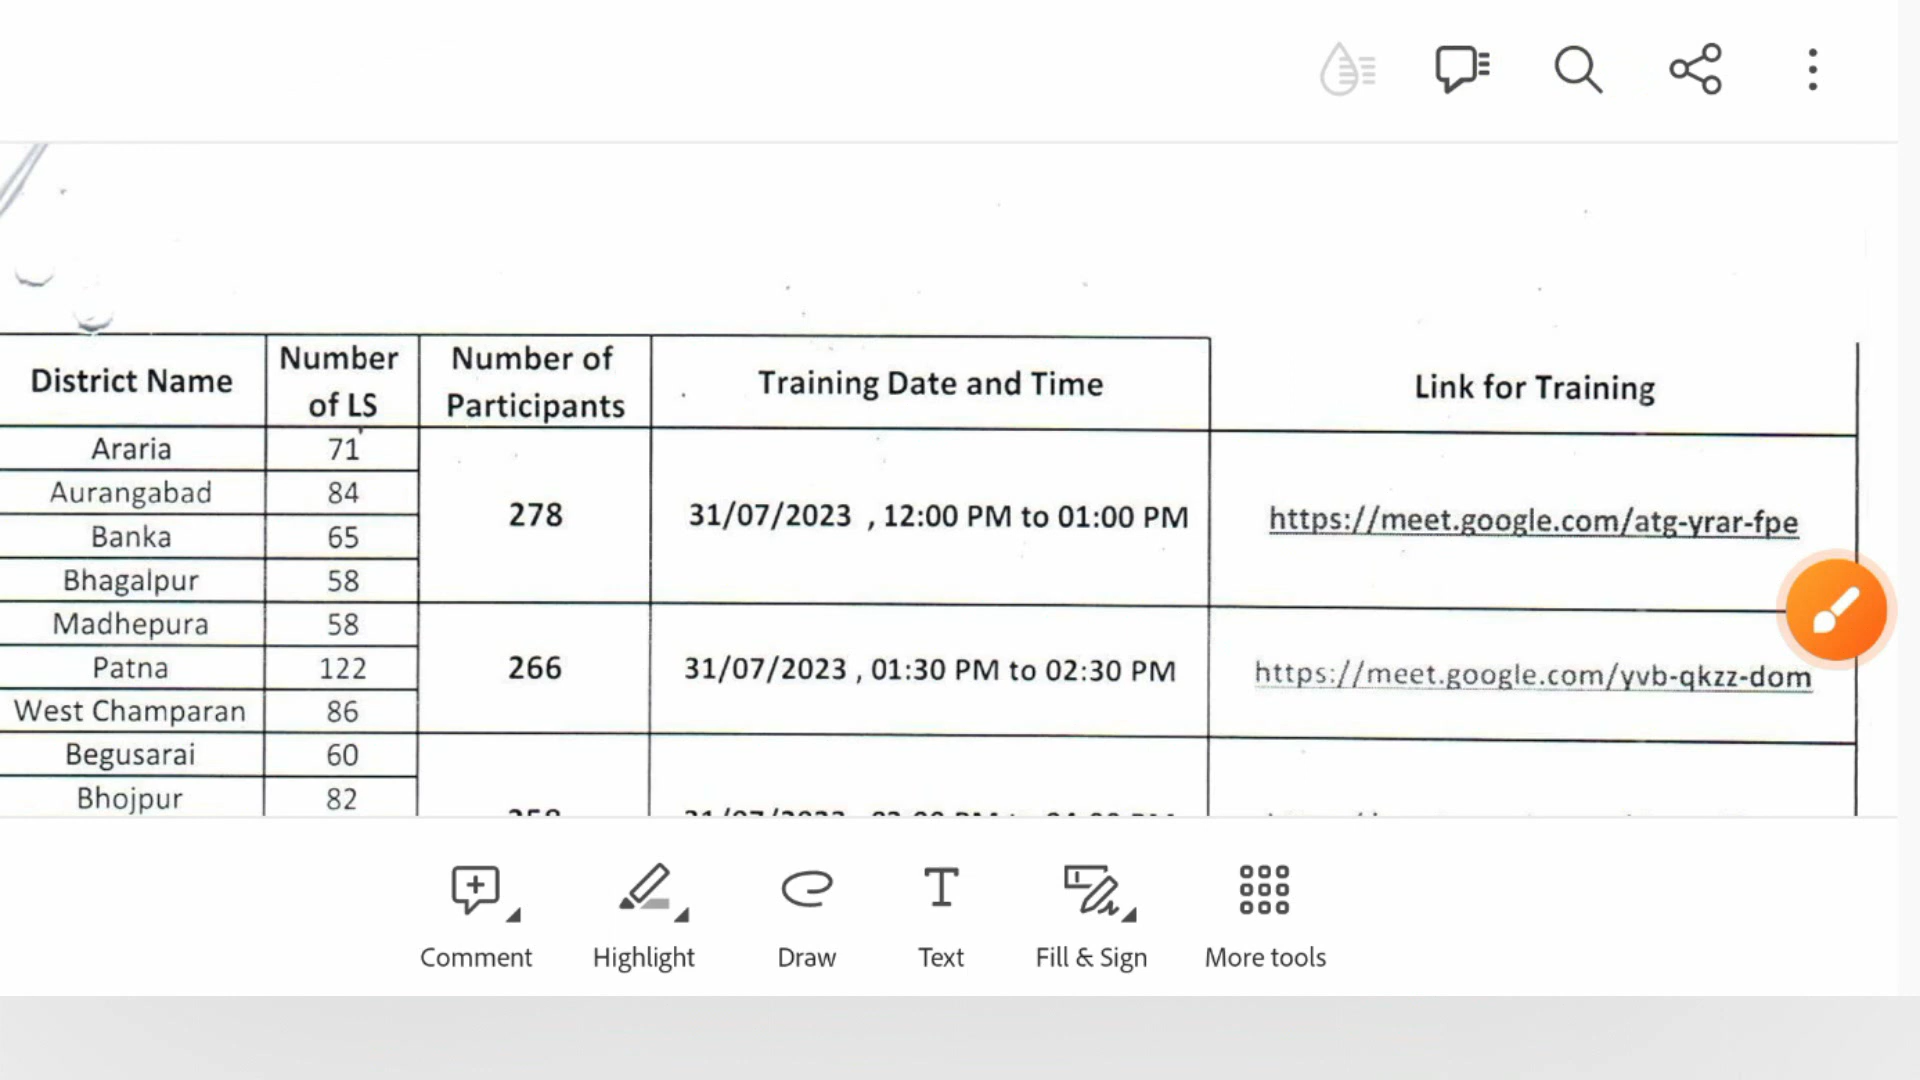 District Name
Number of LS
Number of Participants
Training Date and Time
Link for Training
Araria 71
Aurangabad 84
Banka 65
Bhagalpur 58
278 31/07/2023 , 12:00 PM to 01:00 PM https://meet.google.com/atg-yrar-fpe
Madhepura 58
Patna 122
West Champaran 86
266 31/07/2023 , 01:30 PM to 02:30 PM https://meet.google.com/yvb-qkzz-dom
Begusarai 60
Bhojpur 82
Comment Highlight Draw Text Fill & Sign More tools